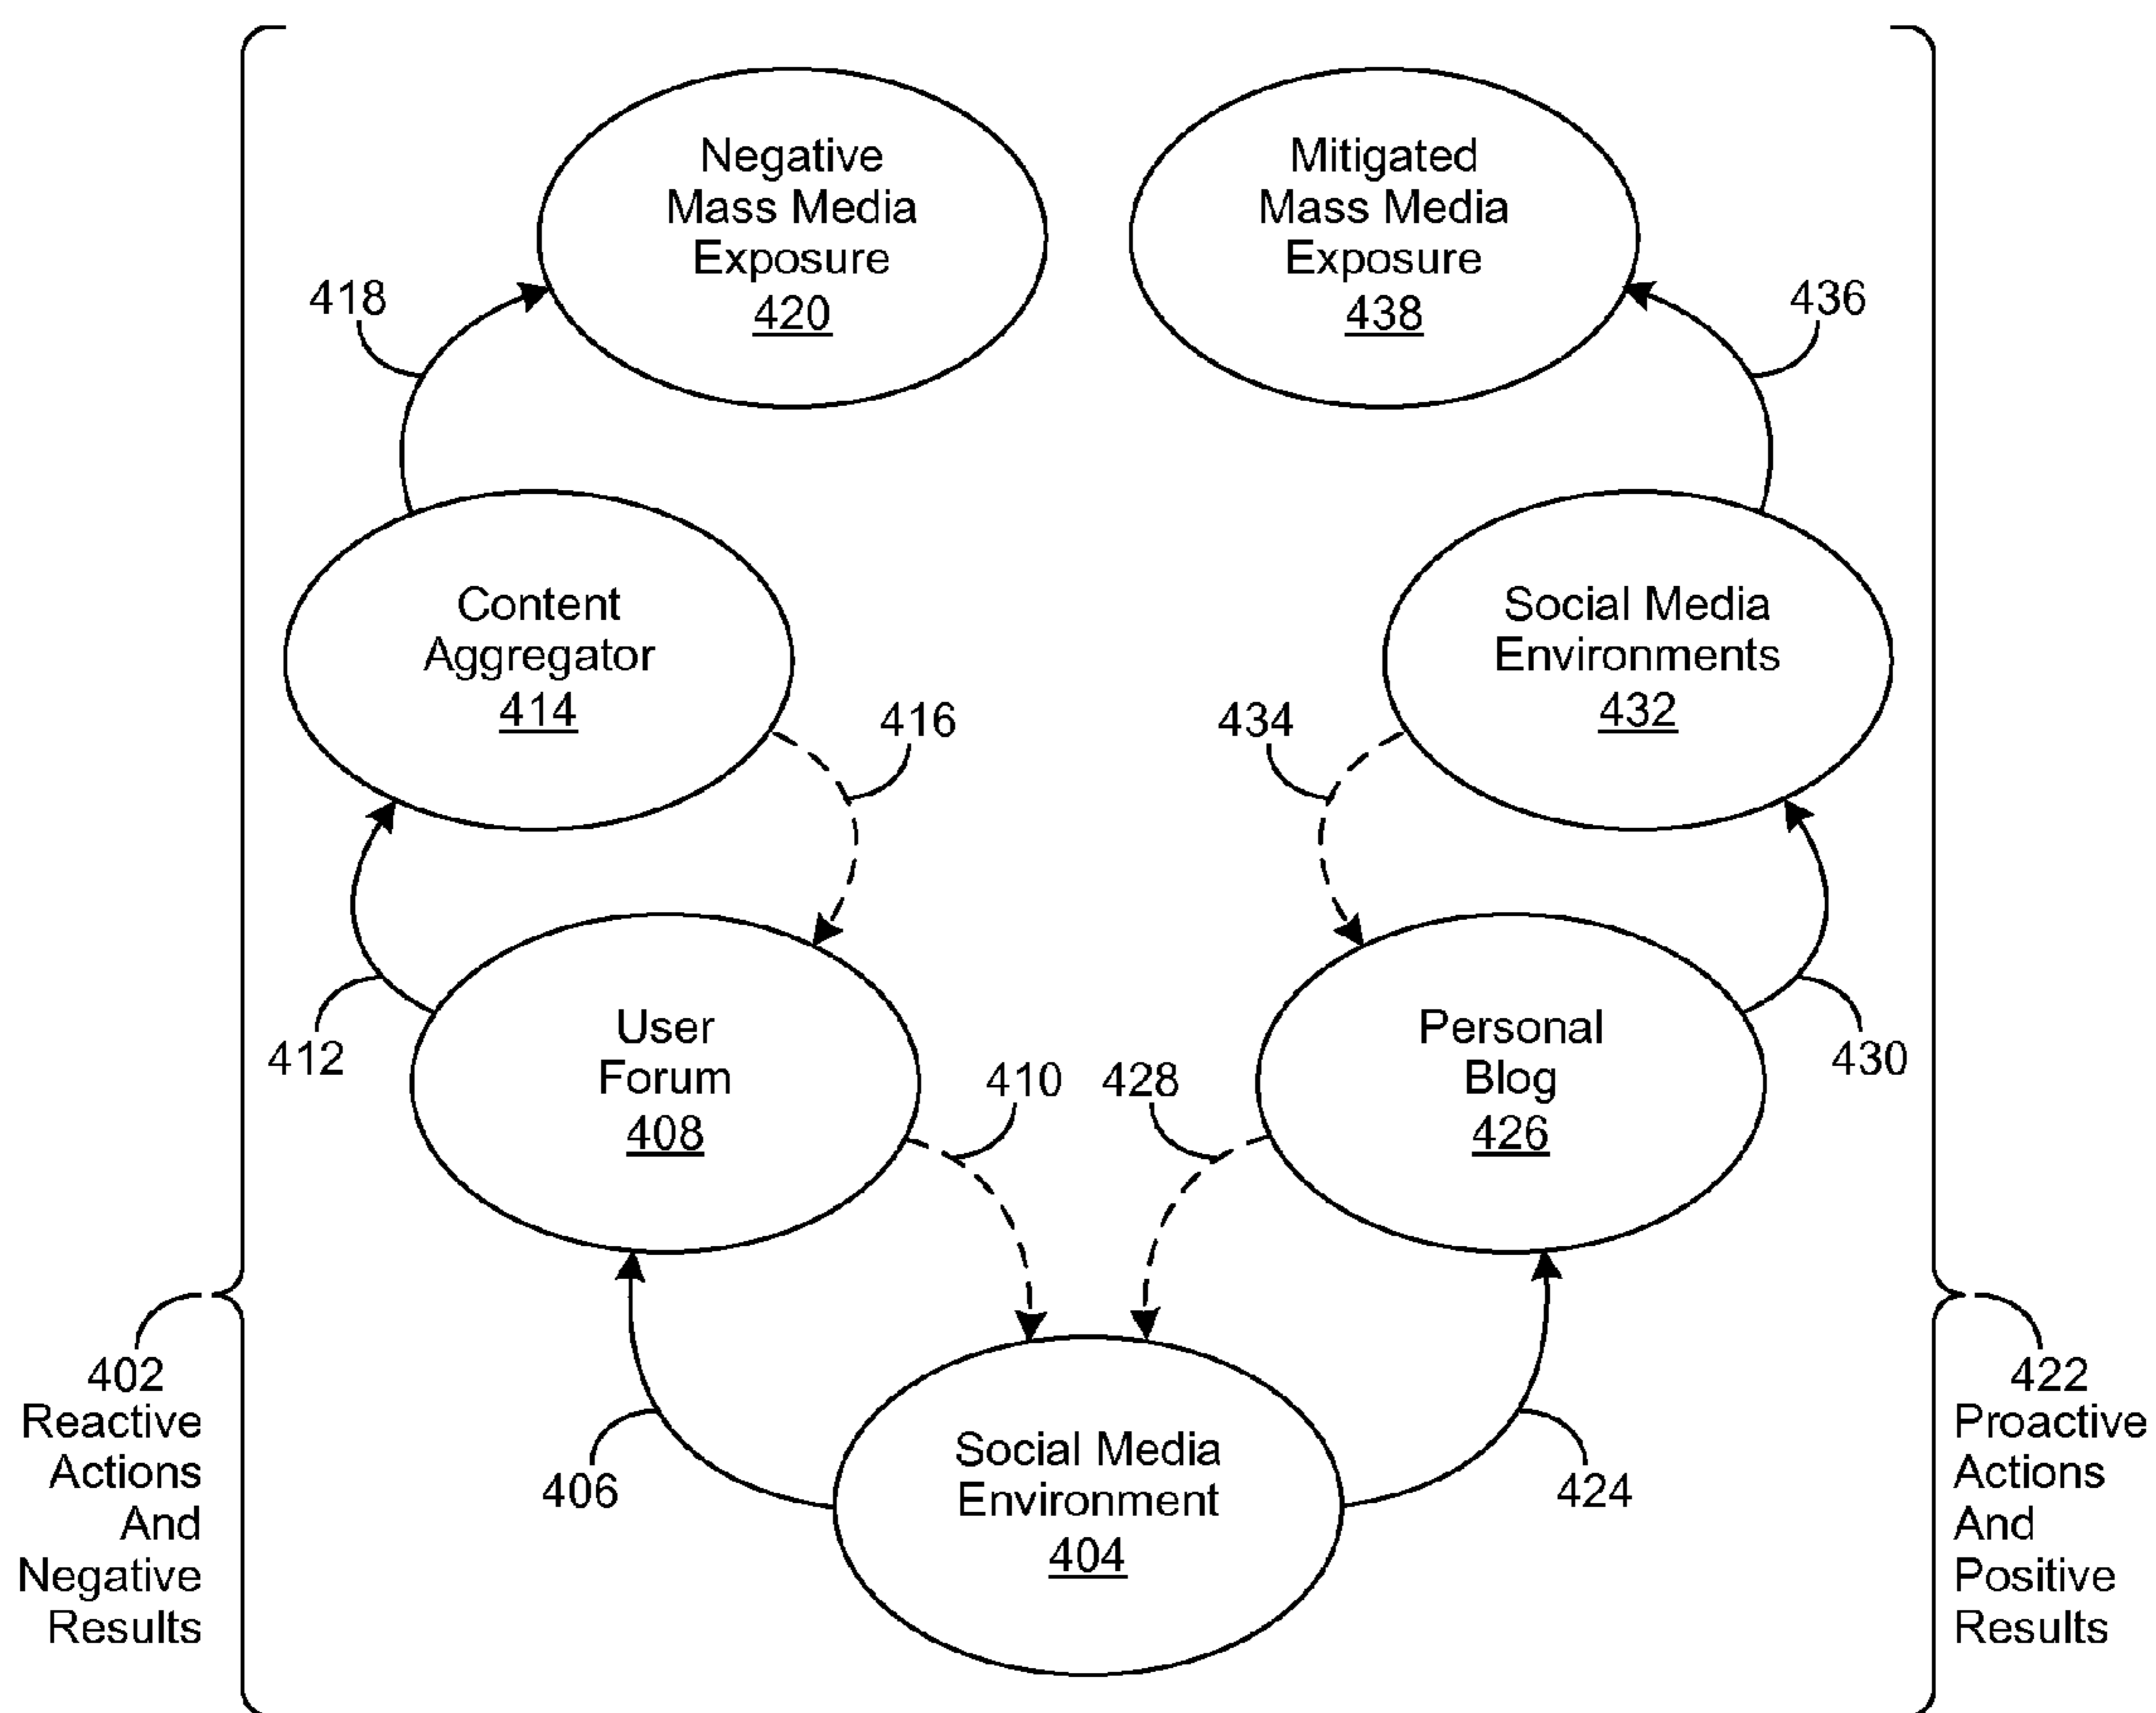 Negative
Mass Media
Exposure
420
Mitigated
Mass Media
Exposure
438
418
436
Content
Aggregator
414
Social Media
Environments
432
416
434
412
User
Forum
408
410
428
Personal
Blog
426
430
402
Reactive
Actions
And
Negative
Results
406
Social Media
Environment
404
424
422
Proactive
Actions
And
Positive
Results